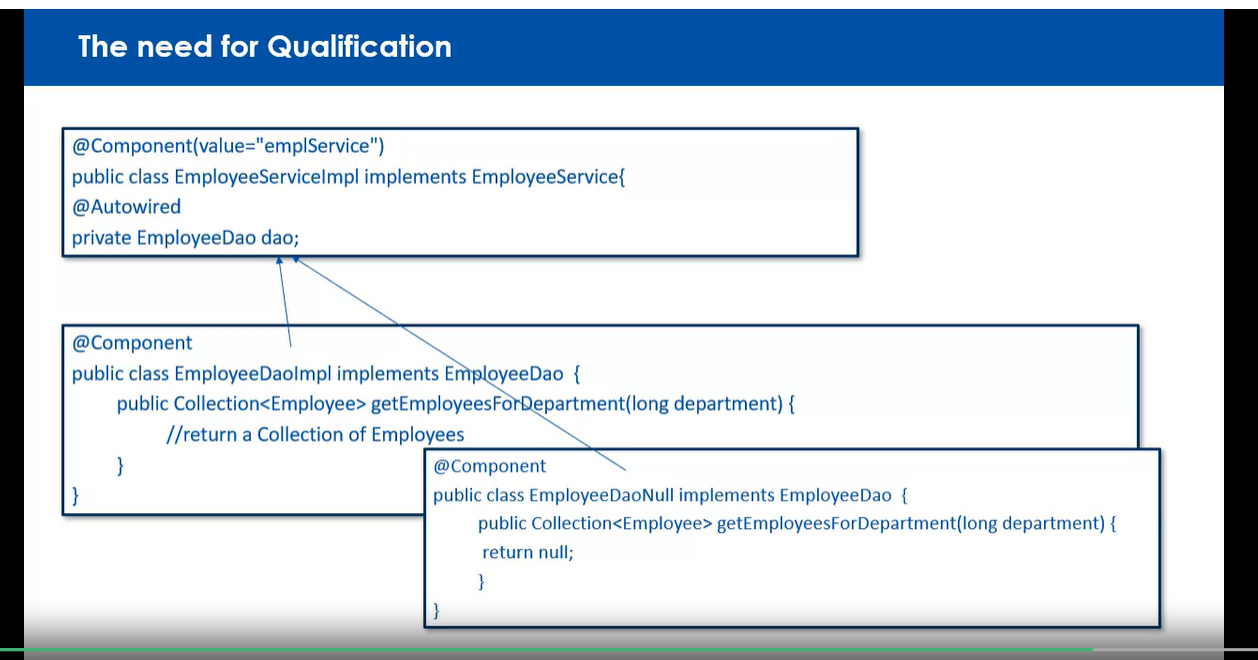 The need for Qualification
@Component(value="emplService")
public class EmployeeServiceImpl implements EmployeeService{
@Autowired
private EmployeeDao dao;
@Component
public class EmployeeDaoImpl implements EmployeeDao {
public Collection<Employee> getEmployeesForDepartment(long department) {
//return a Collection of Employees
}
}
@Component
public class EmployeeDaoNull implements EmployeeDao {
public Collection<Employee> getEmployeesForDepartment(long department) {
return null;
}
}